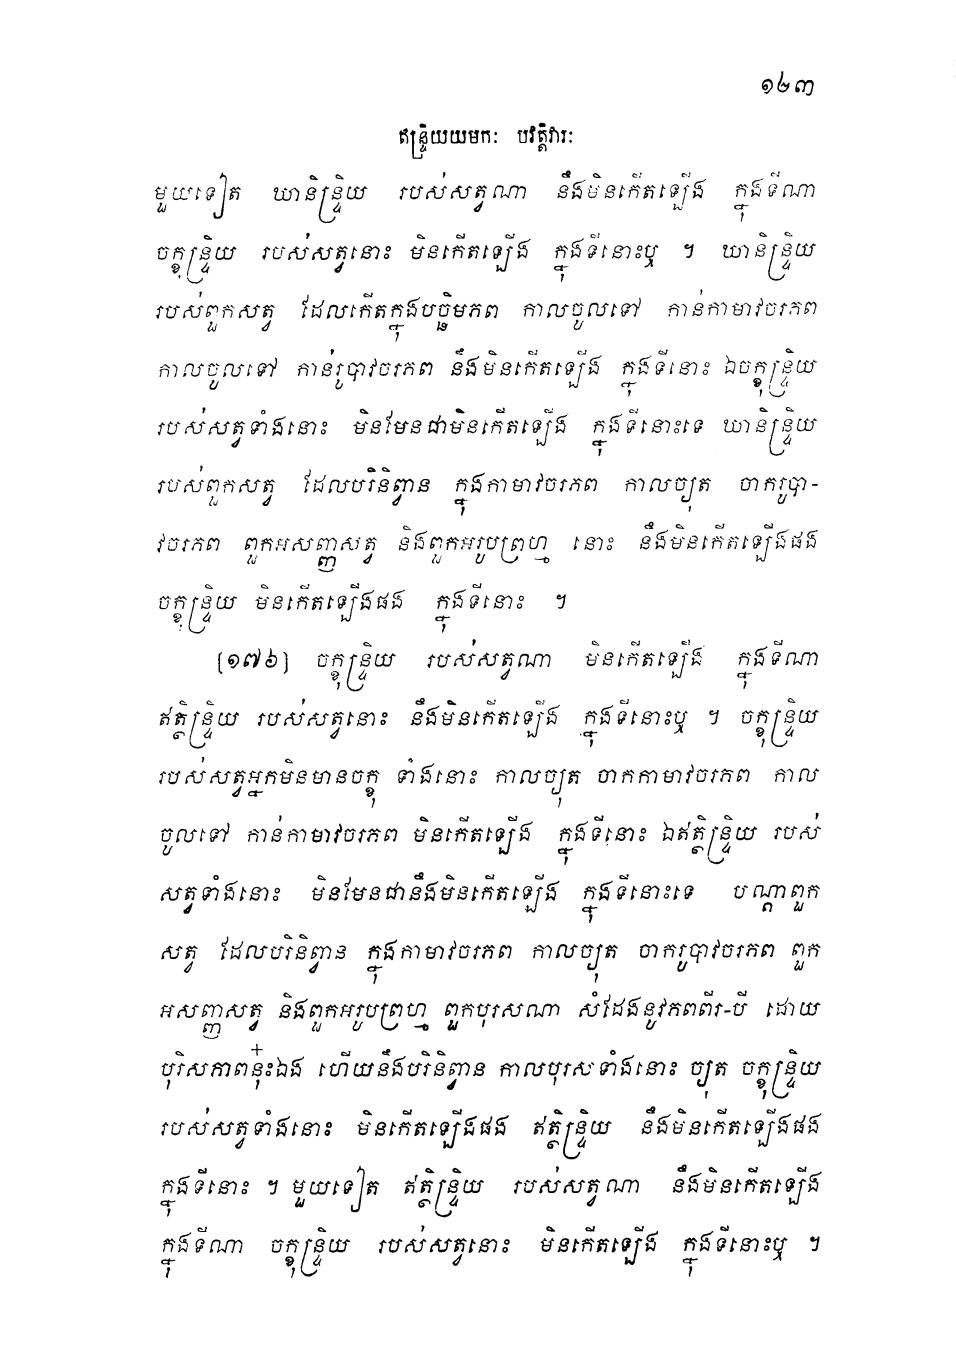 ១២៣
ឥន្ទ្រិយយមកៈ បវត្តិវារៈ
មួយទៀត ឃានិន្ទ្រិយ របស់សត្វណា នឹងមិនកើតឡើង ក្នុងទីណា
ចក្ខុន្ទ្រិយ របស់សត្វនោះ មិនកើតឡើង ក្នុងទីនោះឬ ។ ឃានិន្ទ្រិយ
របស់ពួកសត្វ ដែលកើតក្នុងបច្ឆិមភព កាលចូលទៅ កាន់កាមាវចរភព
កាលចូលទៅ កាន់រូបាវចរភព នឹងមិនកើតឡើង ក្នុងទីនោះ ឯចក្ខុន្ទ្រិយ
របស់សត្វទាំងនោះ មិនមែនជាមិនកើតឡើង ក្នុងទីនោះទេ ឃានិន្ទ្រិយ
របស់ពួកសត្វ ដែលបរិនិព្វាន ក្នុងកាមាវចរភព កាលច្យុត ចាករូបា-
វចរភព ពួកអសញ្ញសត្វ និងពួកអរូបព្រហ្ម នោះ នឹងមិនកើតឡើងផង
ចក្ខុន្ទ្រិយ មិនកើតឡើងផង ក្នុងទីនោះ ។
[១៧៦] ចក្ខុន្ទ្រិយ របស់សត្វណា មិនកើតឡើង ក្នុងទីណា
ឥត្ថិន្ទ្រិយ របស់សត្វនោះ នឹងមិនកើតឡើង ក្នុងទីនោះឬ ។ ចក្ខុន្ទ្រិយ
របស់សត្វអ្នកមិនមានចក្ខុ ទាំងនោះ កាលច្យុត ចាកកាមាវចរភព កាល
ចូលទៅ កាន់កាមាវចរភព មិនកើតឡើង ក្នុងទីនោះ ឯឥត្ថិន្ទ្រិយ របស់
សត្វទាំងនោះ មិនមែនជានឹងមិនកើតឡើង ក្នុងទីនោះទេ បណ្តាពួក
សត្វ ដែលបរិនិព្វាន ក្នុងកាមាវចរភព កាលច្យុត ចាករូបាវចរភព ពួក
អសញ្ញសត្វ និងពួកអរូបព្រហ្ម ពួកបុរសណា សំដែងនូវភពពីរ-បី ដោយ
បុរិសភាពនុ៎ះឯង ហើយនឹងបរិនិព្វាន កាលបុរសទាំងនោះ ច្យុត ចក្ខុន្ទ្រិយ
របស់សត្វទាំងនោះ មិនកើតឡើងផង ឥត្ថិន្ទ្រិយ នឹងមិនកើតឡើងផង
ក្នុងទីនោះ ។ មួយទៀត ឥត្ថិន្ទ្រិយ របស់សត្វណា នឹងមិនកើតឡើង
ក្នុងទីណា ចក្ខុន្ទ្រិយ របស់សត្វនោះ មិនកើតឡើង ក្នុងទីនោះឬ ។